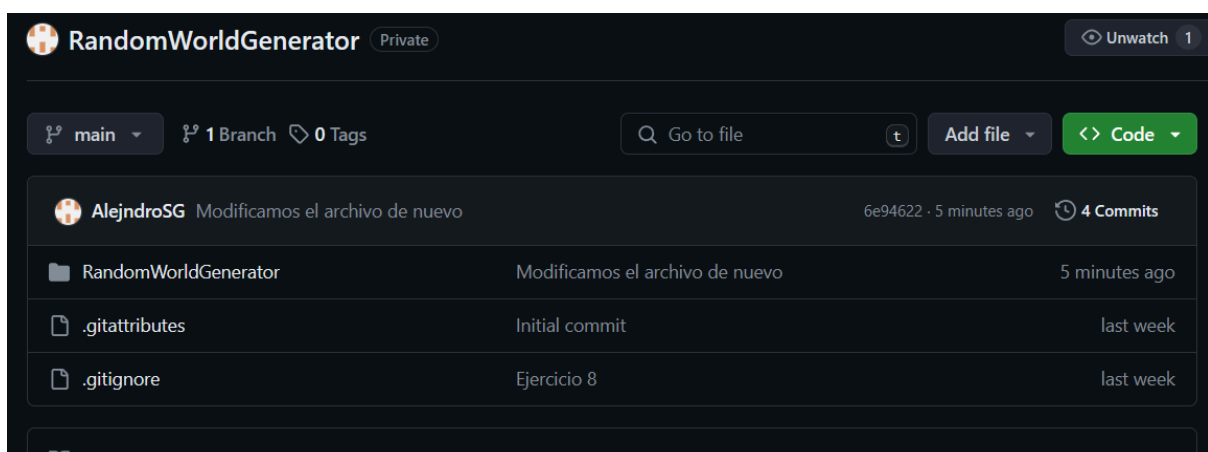 RandomWorldGenerator Private Unwatch 1
main 1 Branch 0 Tags Go to file t Add file <> Code
AlejndroSG Modificamos el archivo de nuevo 6e94622 · 5 minutes ago 4 Commits
RandomWorldGenerator Modificamos el archivo de nuevo 5 minutes ago
.gitattributes Initial commit last week
.gitignore Ejercicio 8 last week